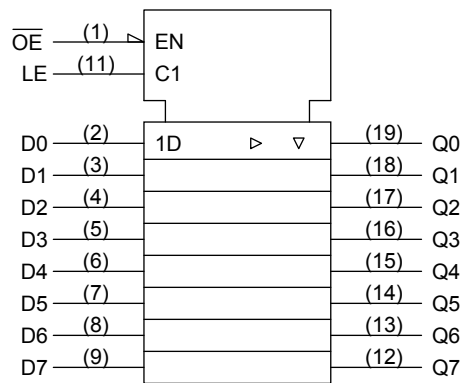 O̅E̅ (1) EN
LE (11) C1
D0 (2) 1D (19) Q0
D1 (3) (18) Q1
D2 (4) (17) Q2
D3 (5) (16) Q3
D4 (6) (15) Q4
D5 (7) (14) Q5
D6 (8) (13) Q6
D7 (9) (12) Q7